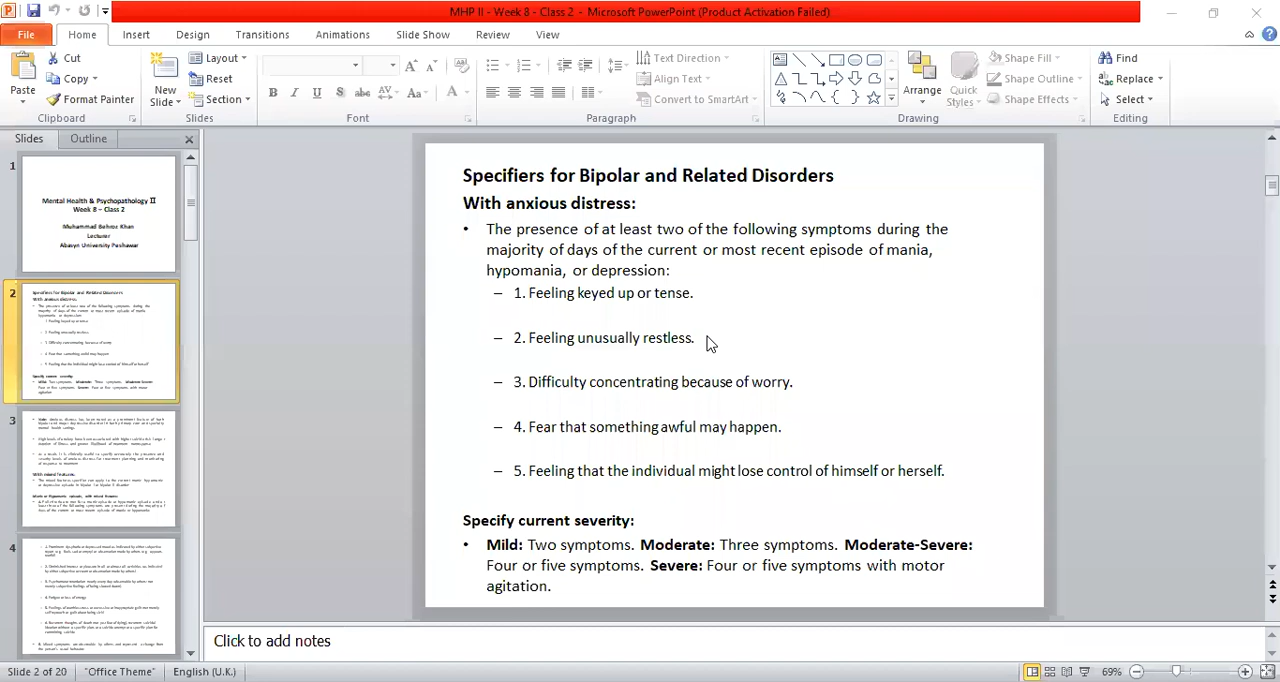 MHP II - Week 8 - Class 2 - Microsoft PowerPoint (Product Activation Failed)
File Home Insert Design Transitions Animations Slide Show Review View
Paste
Cut
Copy
Format Painter
Clipboard
New Slide
Layout
Reset
Section
Slides
Font
Text Direction
Align Text
Convert to SmartArt
Paragraph
Arrange
Quick Styles
Shape Fill
Shape Outline
Shape Effects
Drawing
Find
Replace
Select
Editing
Slides Outline
1
Mental Health & Psychopathology II
Week 8 – Class 2
Muhammad Behroz Khan
Lecturer
Abasyn University Peshawar
2
3
4
Specifiers for Bipolar and Related Disorders
With anxious distress:
• The presence of at least two of the following symptoms during the
majority of days of the current or most recent episode of mania,
hypomania, or depression:
– 1. Feeling keyed up or tense.
– 2. Feeling unusually restless.
– 3. Difficulty concentrating because of worry.
– 4. Fear that something awful may happen.
– 5. Feeling that the individual might lose control of himself or herself.
Specify current severity:
• Mild: Two symptoms. Moderate: Three symptoms. Moderate-Severe:
Four or five symptoms. Severe: Four or five symptoms with motor
agitation.
Click to add notes
Slide 2 of 20 "Office Theme" English (U.K.) 69%